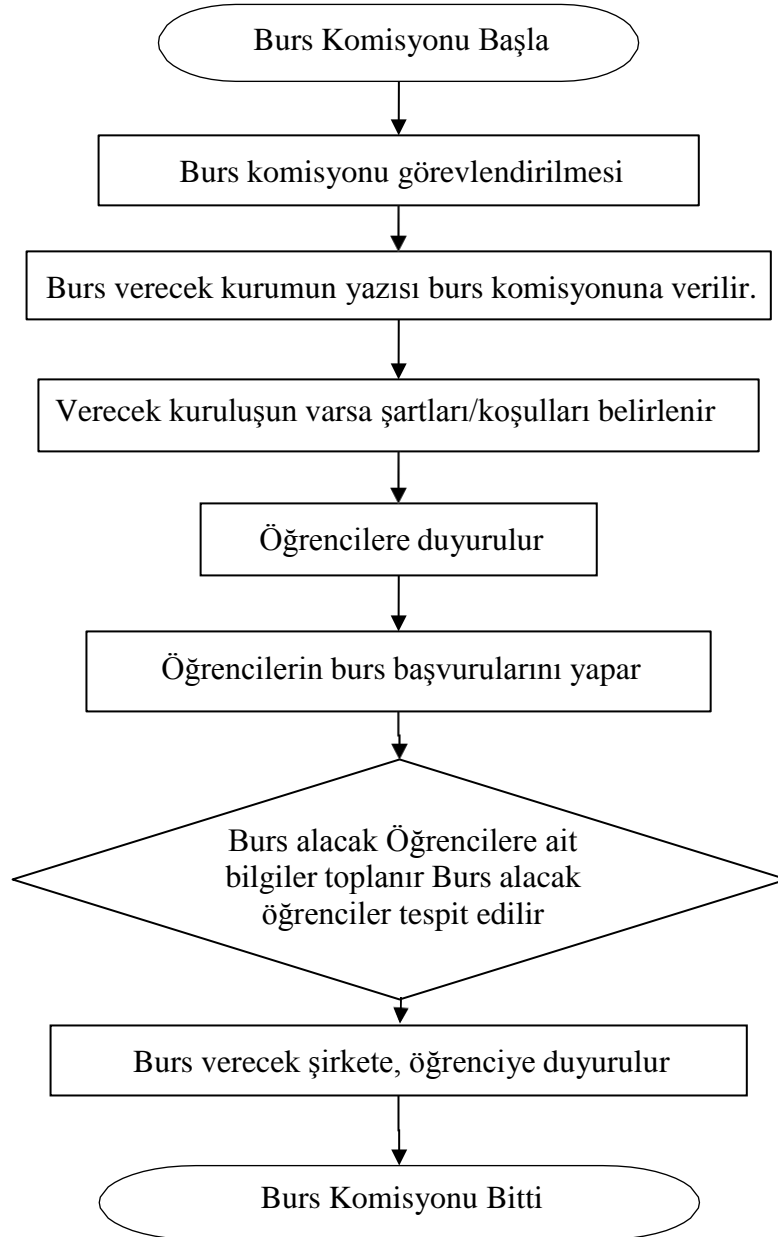 Burs Komisyonu Başla
Burs komisyonu görevlendirilmesi
Burs verecek kurumun yazısı burs komisyonuna verilir.
Verecek kuruluşun varsa şartları/koşulları belirlenir
Öğrencilere duyurulur
Öğrencilerin burs başvurularını yapar
Burs alacak Öğrencilere ait
bilgiler toplanır Burs alacak
öğrenciler tespit edilir
Burs verecek şirkete, öğrenciye duyurulur
Burs Komisyonu Bitti